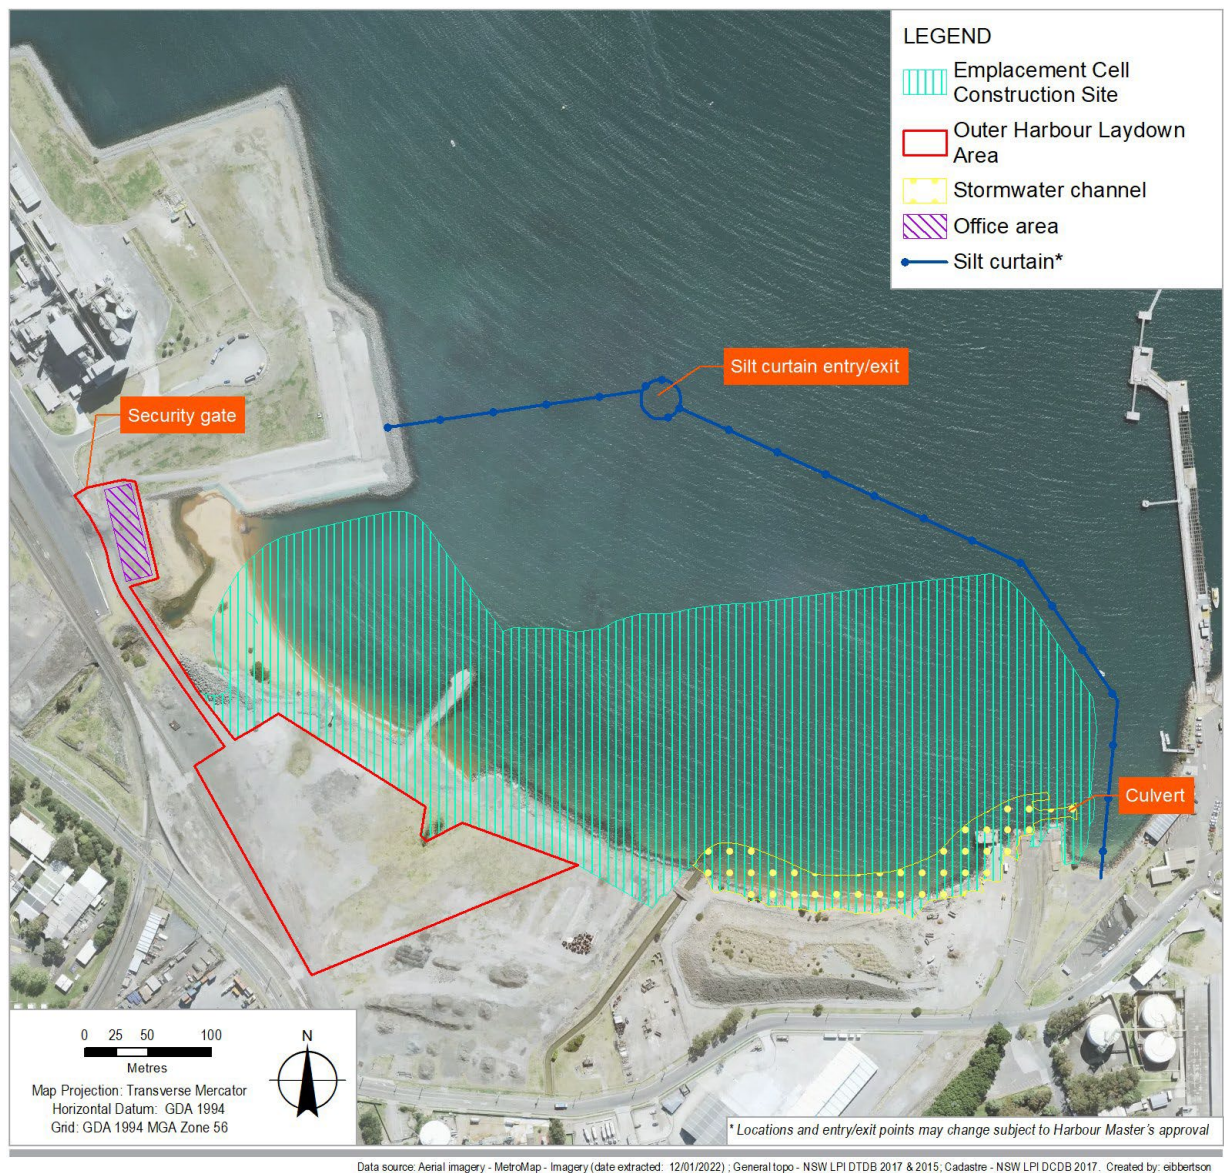 LEGEND
Emplacement Cell
Construction Site
Outer Harbour Laydown
Area
Stormwater channel
Office area
Silt curtain*
Silt curtain entry/exit
Security gate
Culvert
0 25 50 100
Metres
Map Projection: Transverse Mercator
Horizontal Datum: GDA 1994
Grid: GDA 1994 MGA Zone 56
N
* Locations and entry/exit points may change subject to Harbour Master's approval
Data source: Aerial imagery - MetroMap - Imagery (date extracted: 12/01/2022) ; General topo - NSW LPI DTDB 2017 & 2015; Cadastre - NSW LPI DCDB 2017. Created by: eibbertson